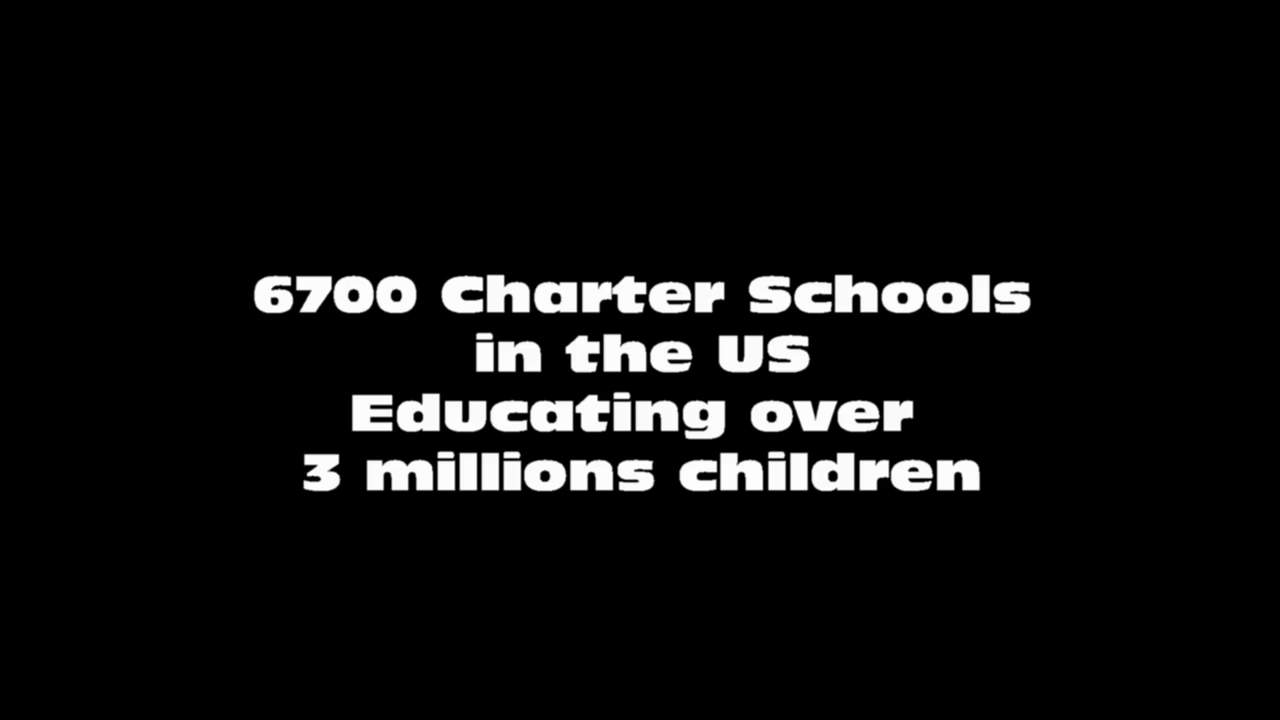 6700 Charter Schools
in the US
Educating over
3 millions children